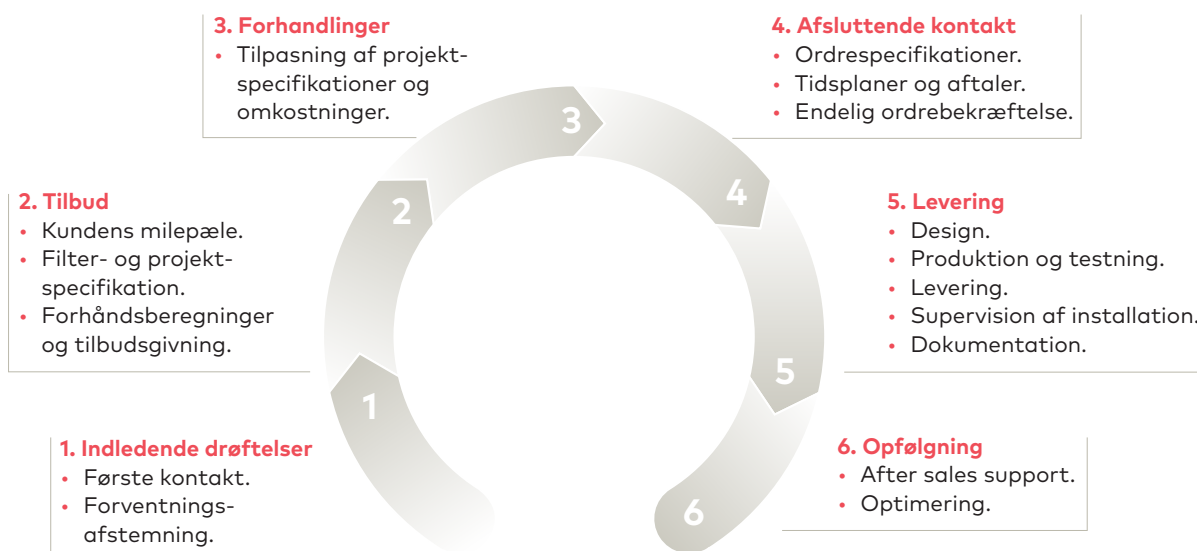 3. Forhandlinger
• Tilpasning af projekt-
specifikationer og
omkostninger.
4. Afsluttende kontakt
• Ordrespecifikationer.
• Tidsplaner og aftaler.
• Endelig ordrebekræftelse.
2. Tilbud
• Kundens milepæle.
• Filter- og projekt-
specifikation.
• Forhåndsberegninger
og tilbudsgivning.
5. Levering
• Design.
• Produktion og testning.
• Levering.
• Supervision af installation.
• Dokumentation.
1. Indledende drøftelser
• Første kontakt.
• Forventnings-
afstemning.
6. Opfølgning
• After sales support.
• Optimering.
1
2
3
4
5
6